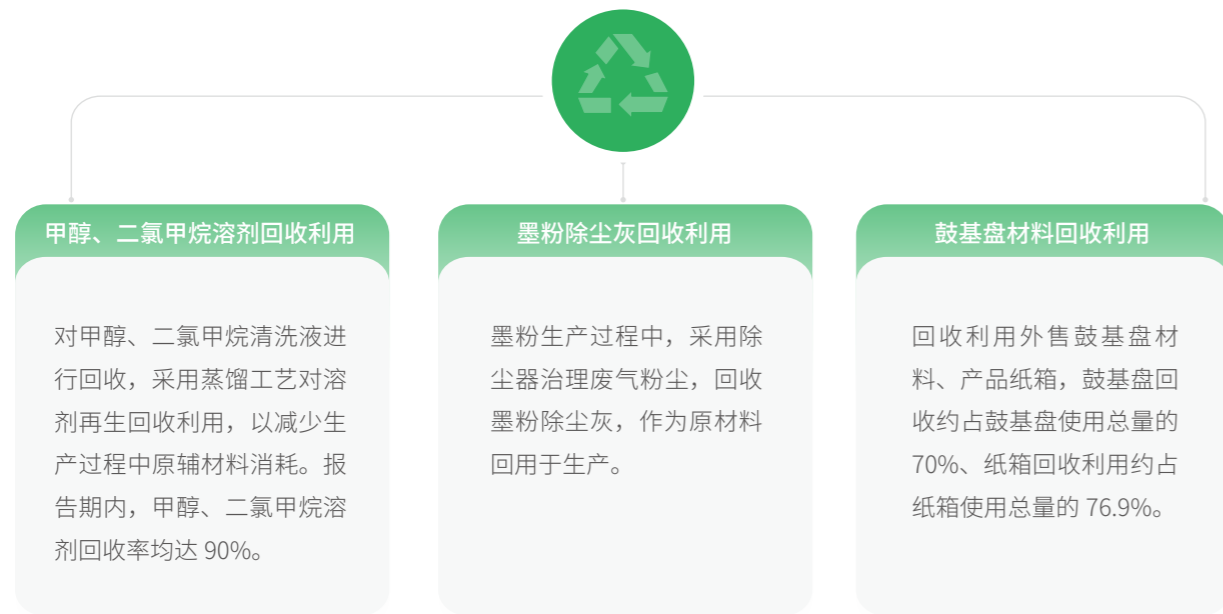 甲醇、二氯甲烷溶剂回收利用
对甲醇、二氯甲烷清洗液进
行回收，采用蒸馏工艺对溶
剂再生回收利用，以减少生
产过程中原辅材料消耗。报
告期内，甲醇、二氯甲烷溶
剂回收率均达 90%。
墨粉除尘灰回收利用
墨粉生产过程中，采用除
尘器治理废气粉尘，回收
墨粉除尘灰，作为原材料
回用于生产。
鼓基盘材料回收利用
回收利用外售鼓基盘材
料、产品纸箱，鼓基盘回
收约占鼓基盘使用总量的
70%、纸箱回收利用约占
纸箱使用总量的 76.9%。